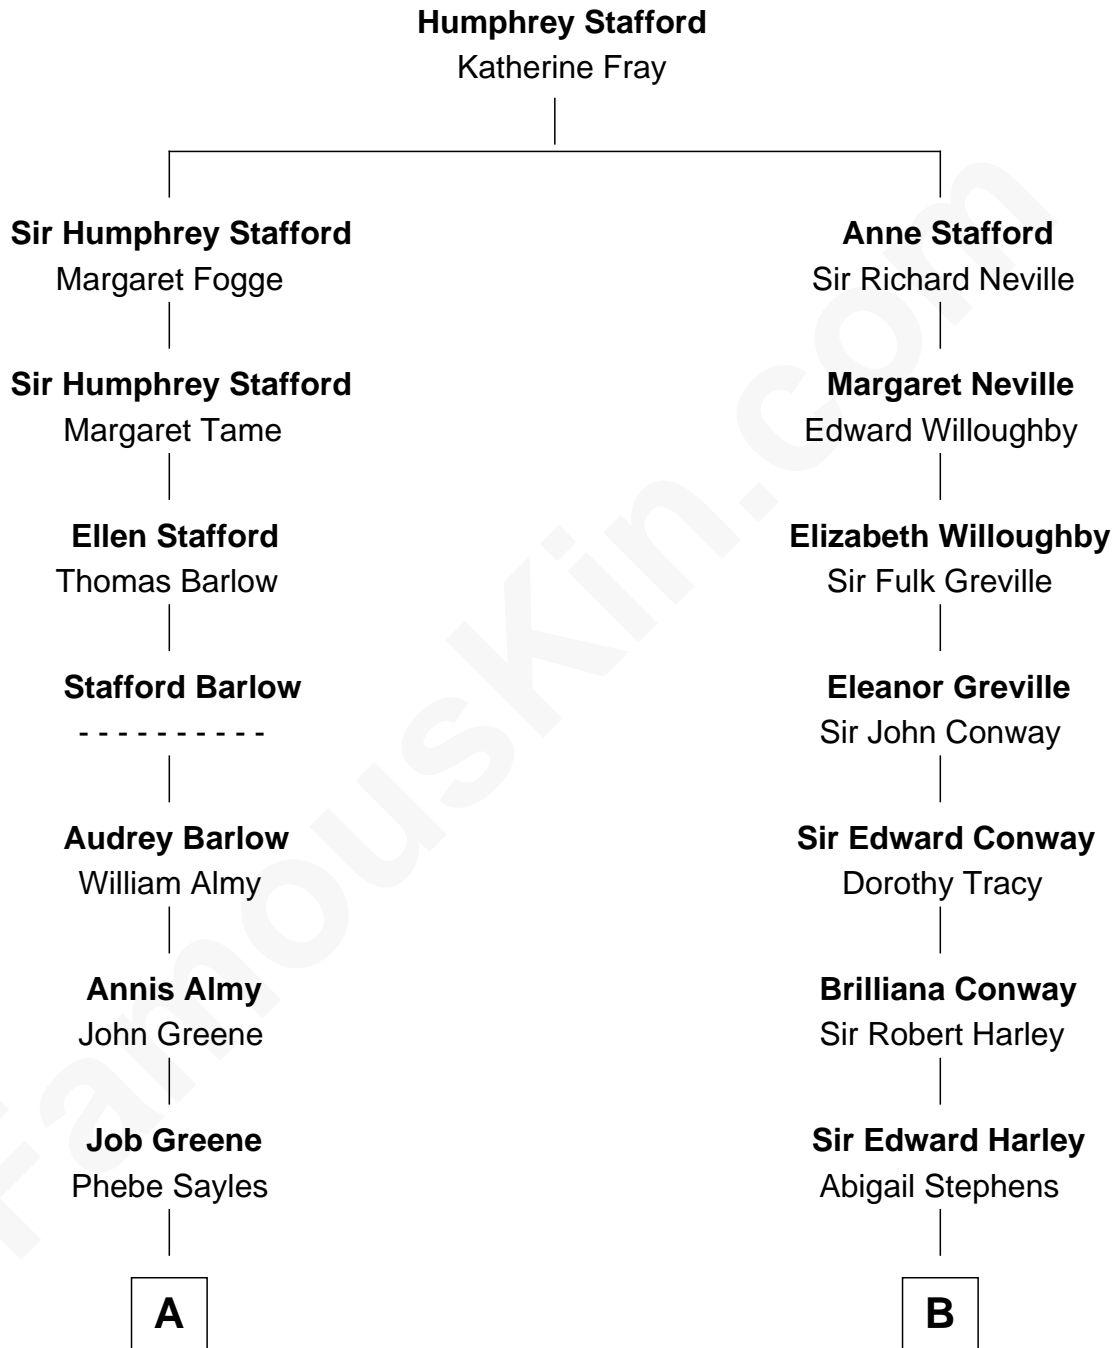 Humphrey Stafford
Katherine Fray
Sir Humphrey Stafford
Margaret Fogge
Sir Humphrey Stafford
Margaret Tame
Ellen Stafford
Thomas Barlow
Stafford Barlow
- - - - - - - - - -
Audrey Barlow
William Almy
Annis Almy
John Greene
Job Greene
Phebe Sayles
A
Anne Stafford
Sir Richard Neville
Margaret Neville
Edward Willoughby
Elizabeth Willoughby
Sir Fulk Greville
Eleanor Greville
Sir John Conway
Sir Edward Conway
Dorothy Tracy
Brilliana Conway
Sir Robert Harley
Sir Edward Harley
Abigail Stephens
B
FamousKin.com